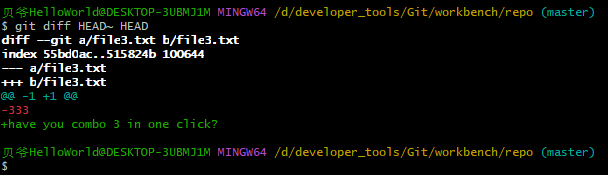 贝爷HelloWorld@DESKTOP-3UBMJ1M MINGW64 /d/developer_tools/Git/workbench/repo (master)
$ git diff HEAD~ HEAD
diff --git a/file3.txt b/file3.txt
index 55bd0ac..515824b 100644
--- a/file3.txt
+++ b/file3.txt
@@ -1 +1 @@
-333
+have you combo 3 in one click?
贝爷HelloWorld@DESKTOP-3UBMJ1M MINGW64 /d/developer_tools/Git/workbench/repo (master)
$